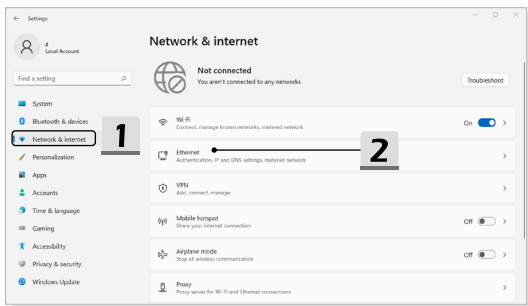 Settings
z
Local Account
Find a setting
System
Bluetooth & devices
Network & internet
Personalization
Apps
Accounts
Time & language
Gaming
Accessibility
Privacy & security
Windows Update
1
Network & internet
Not connected
You aren't connected to any networks
Troubleshoot
Wi-Fi
Connect, manage known networks, metered network
On
Ethernet
Authentication, IP and DNS settings, metered network
2
VPN
Add, connect, manage
Mobile hotspot
Share your internet connection
Off
Airplane mode
Stop all wireless communication
Off
Proxy
Proxy server for Wi-Fi and Ethernet connections